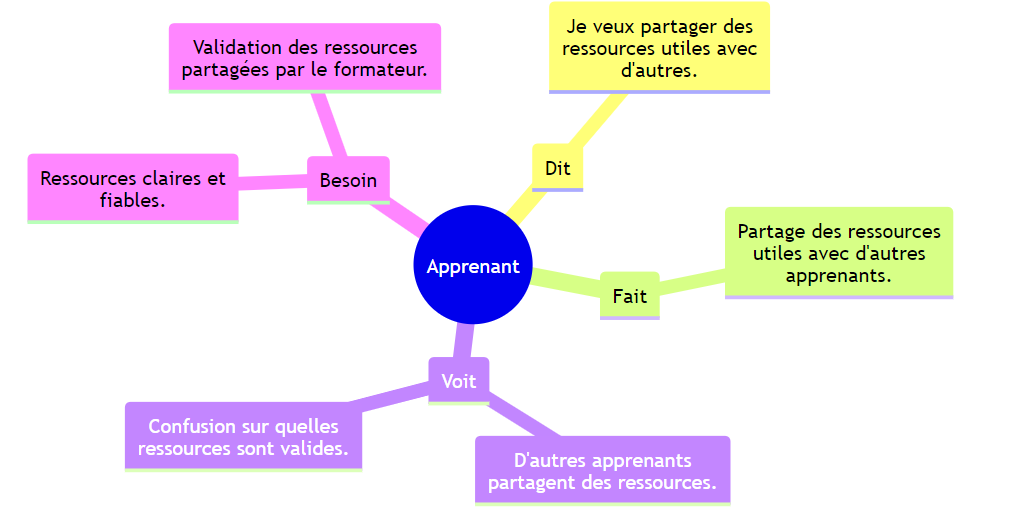 Je veux partager des
ressources utiles avec
d'autres.
Validation des ressources
partagées par le formateur.
Dit
Ressources claires et
fiables.
Besoin
Apprenant
Partage des ressources
utiles avec d'autres
apprenants.
Fait
Voit
Confusion sur quelles
ressources sont valides.
D'autres apprenants
partagent des ressources.